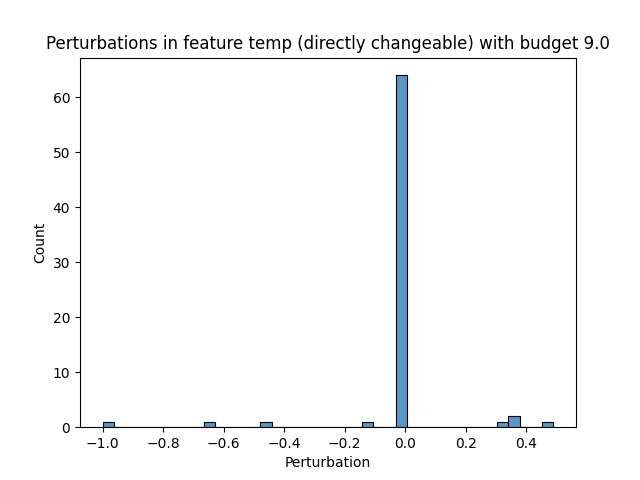 Perturbations in feature temp (directly changeable) with budget 9.0
Count
60
50
40
30
20
10
0
−1.0 −0.8 −0.6 −0.4 −0.2 0.0 0.2 0.4
Perturbation